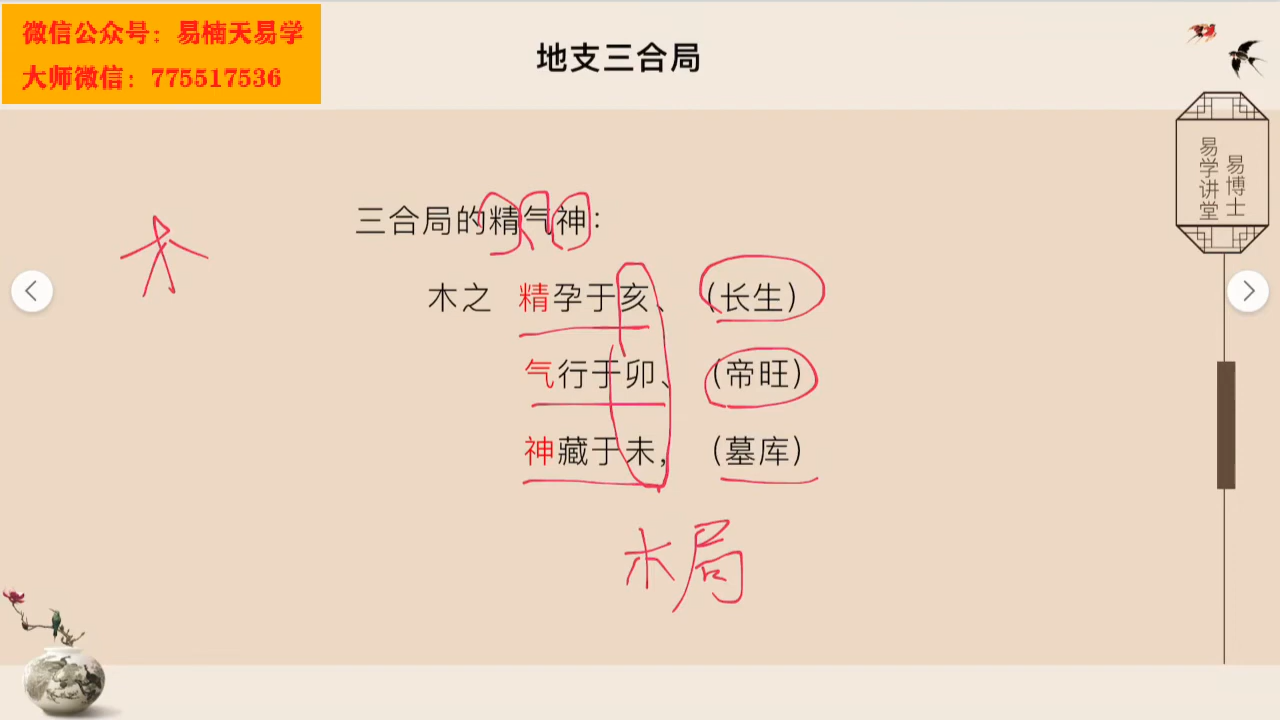 微信公众号：易楠天易学
大师微信：775517536
地支三合局
易博士
易学讲堂
三合局的精气神：
木之 精孕于亥、（长生）
气行于卯、（帝旺）
神藏于未，（墓库）
木局